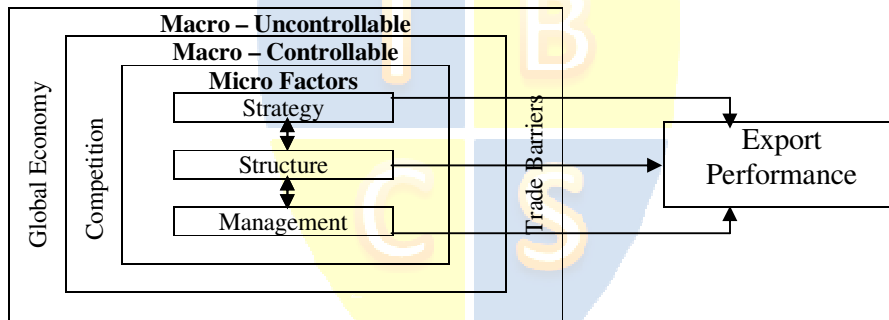 Macro – Uncontrollable
Macro – Controllable
Micro Factors
Strategy
Structure
Management
Global Economy
Competition
Trade Barriers
Export
Performance
I B
C S